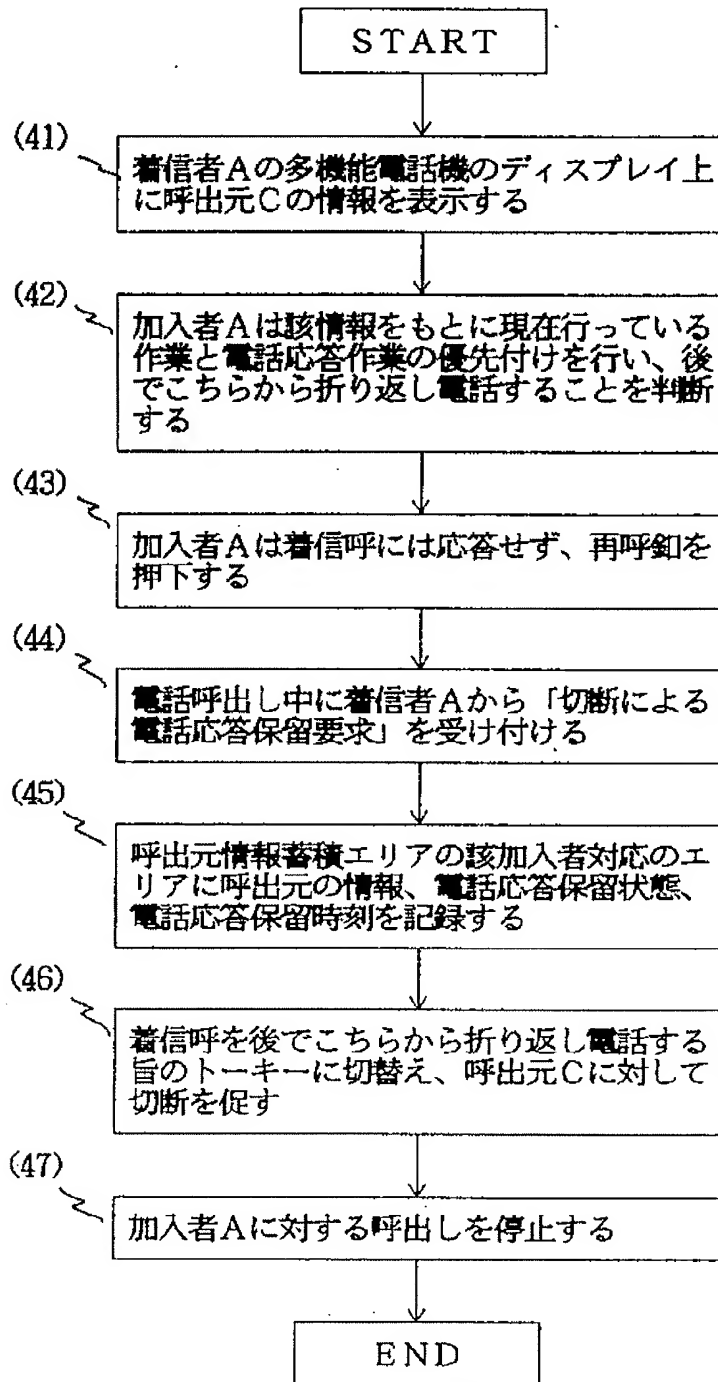 START
(41)
着信者Aの多機能電話機のディスプレイ上
に呼出元Cの情報を表示する
(42)
加入者Aは該情報をもとに現在行っている
作業と電話応答作業の優先付けを行い、後
でこちらから折り返し電話することを判断
する
(43)
加入者Aは着信呼には応答せず、再呼釦を
押下する
(44)
電話呼出し中に着信者Aから「切断による
電話応答保留要求」を受け付ける
(45)
呼出元情報蓄積エリアの該加入者対応のエ
リアに呼出元の情報、電話応答保留状態、
電話応答保留時刻を記録する
(46)
着信呼を後でこちらから折り返し電話する
旨のトーキーに切替え、呼出元Cに対して
切断を促す
(47)
加入者Aに対する呼出しを停止する
END